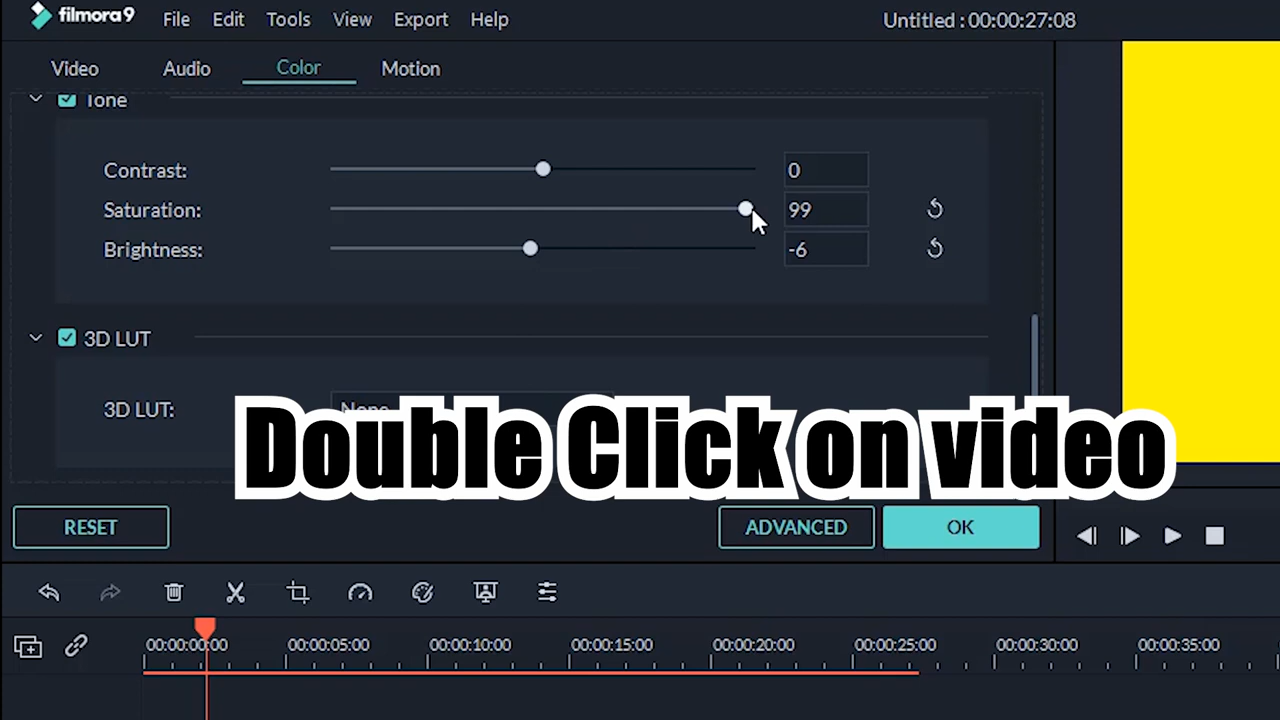 filmora9 File Edit Tools View Export Help Untitled : 00:00:27:08
Video Audio Color Motion
Tone
Contrast: 0
Saturation: 99
Brightness: -6
3D LUT
3D LUT: None
Double Click on video
RESET ADVANCED OK
00:00:00:00 00:00:05:00 00:00:10:00 00:00:15:00 00:00:20:00 00:00:25:00 00:00:30:00 00:00:35:00